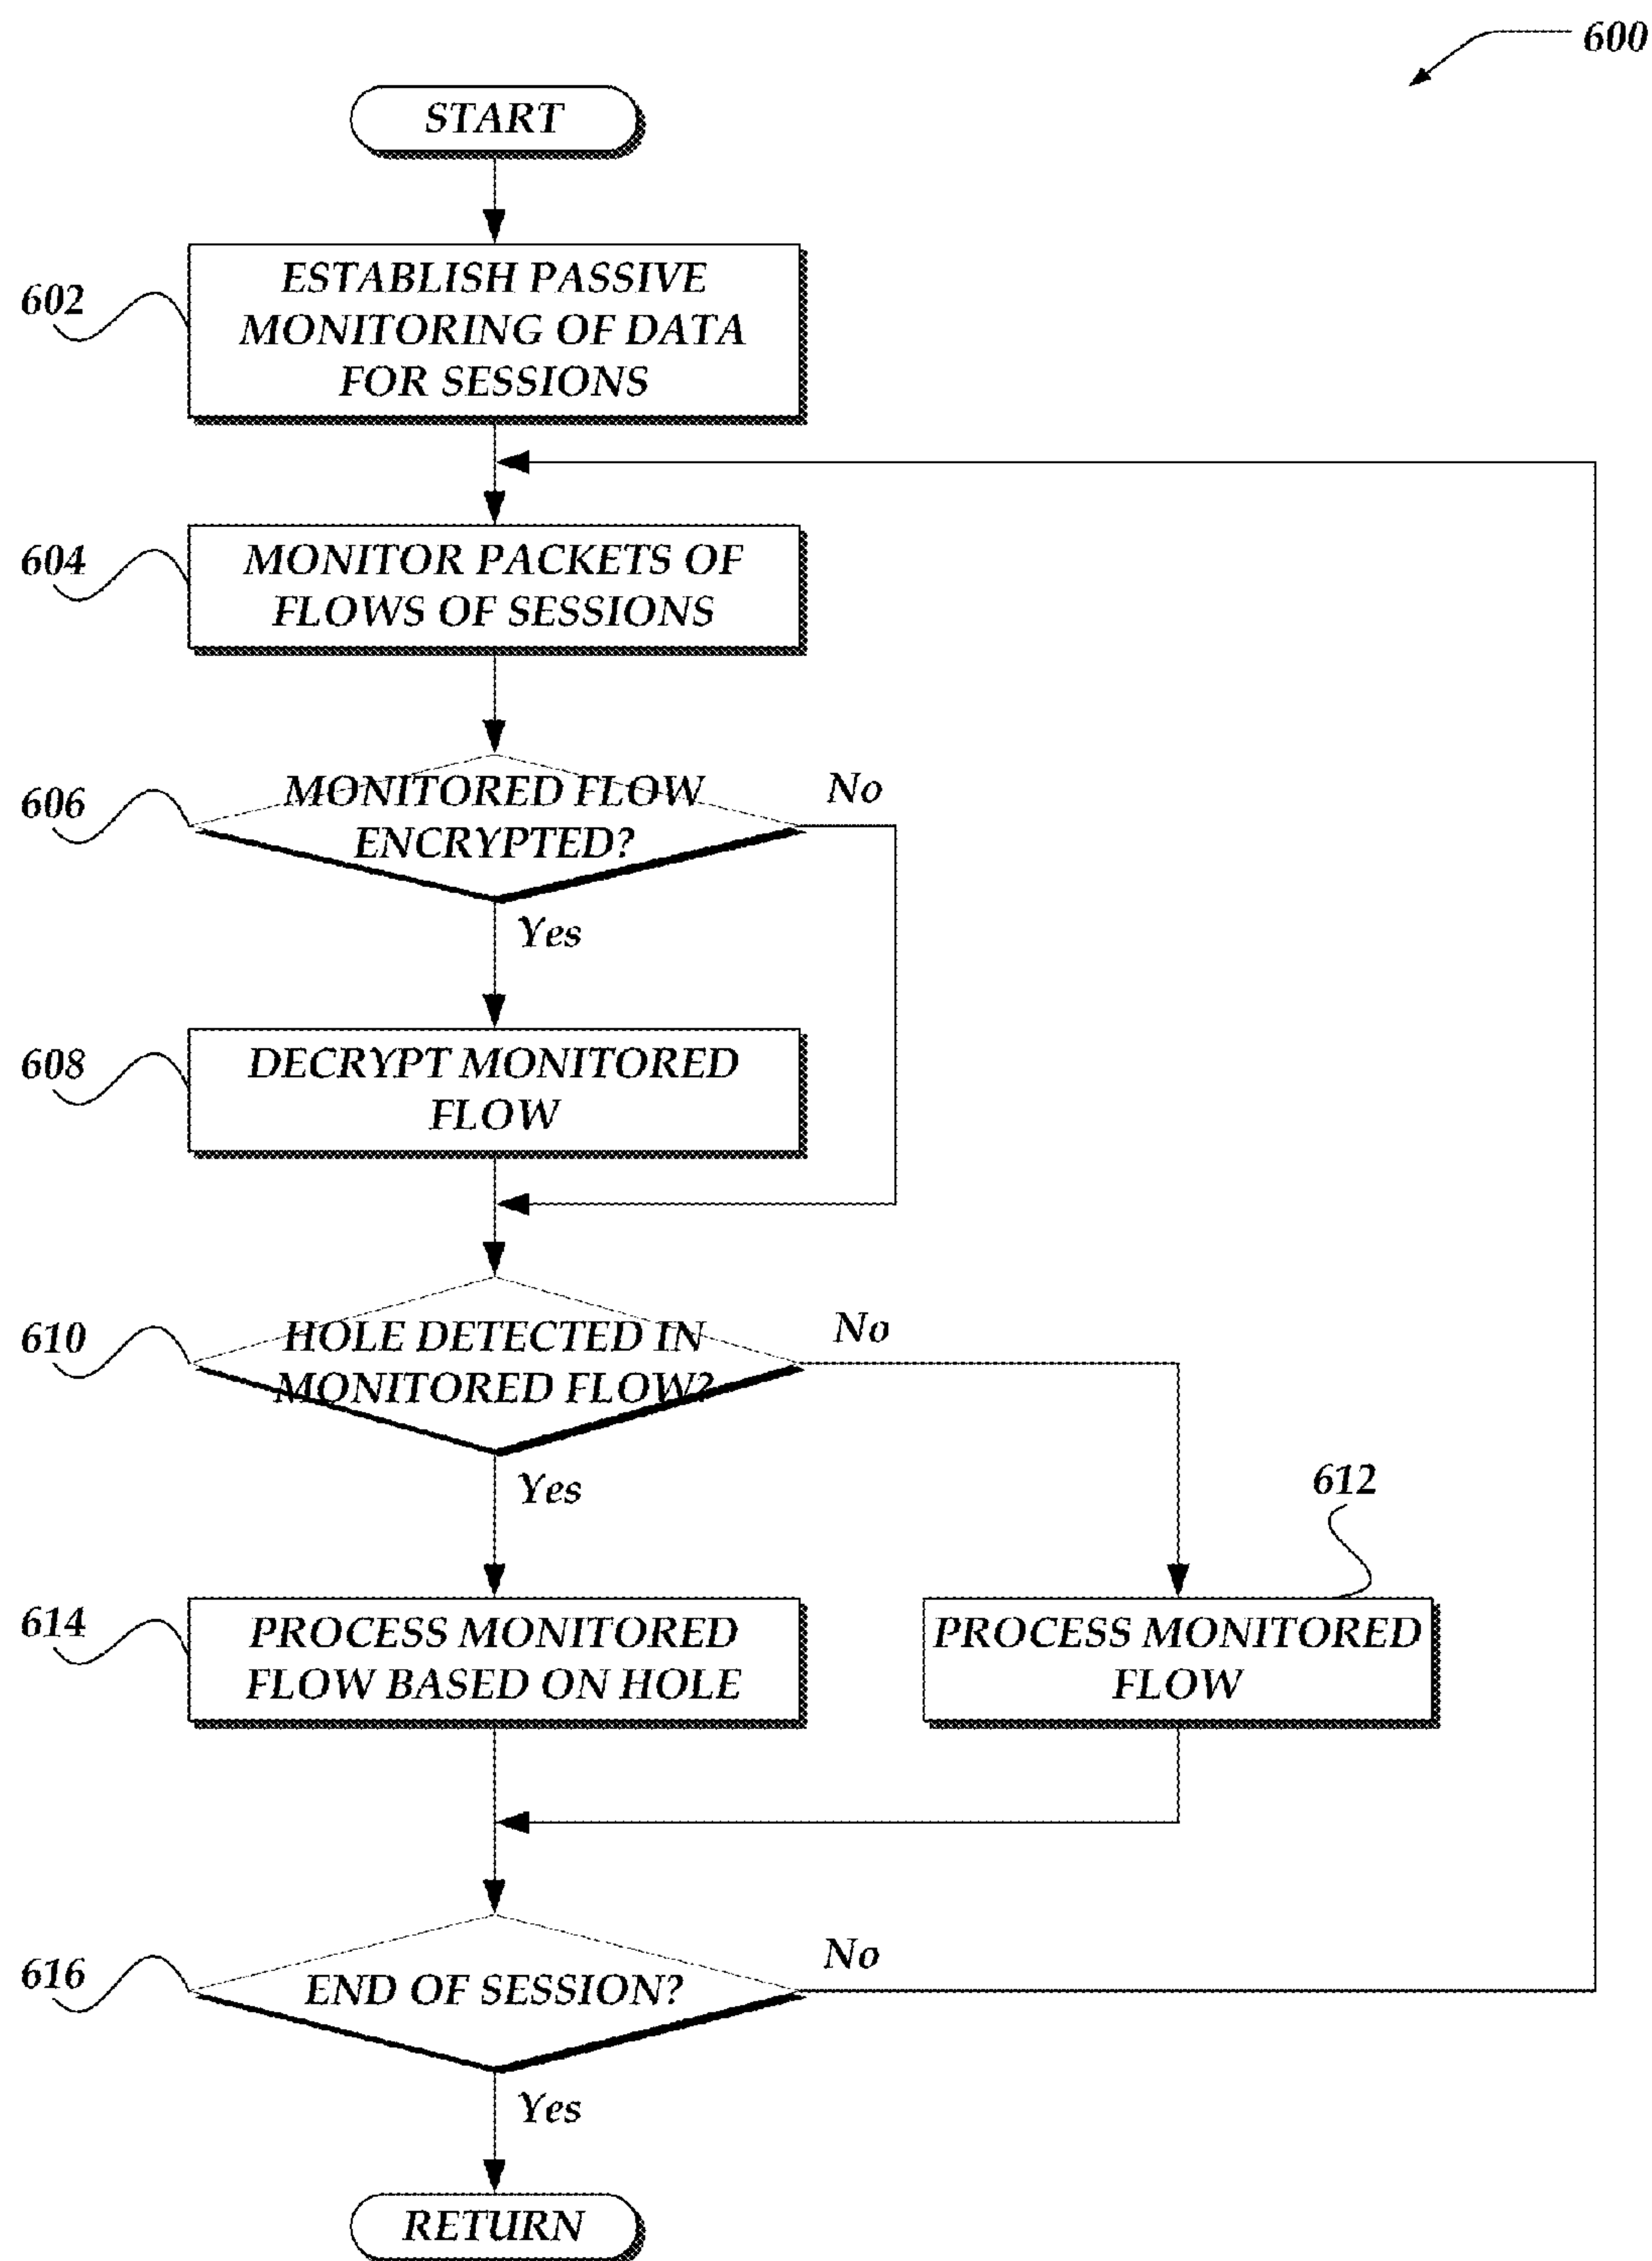 600
START
602
ESTABLISH PASSIVE
MONITORING OF DATA
FOR SESSIONS
604
MONITOR PACKETS OF
FLOWS OF SESSIONS
606
MONITORED FLOW
ENCRYPTED?
No
Yes
608
DECRYPT MONITORED
FLOW
610
HOLE DETECTED IN
MONITORED FLOW?
No
Yes
612
614
PROCESS MONITORED
FLOW BASED ON HOLE
PROCESS MONITORED
FLOW
616
END OF SESSION?
No
Yes
RETURN